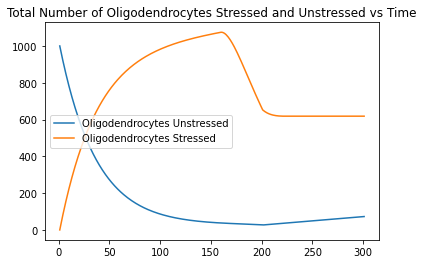 Total Number of Oligodendrocytes Stressed and Unstressed vs Time
1000
800
600
400
200
0
Oligodendrocytes Unstressed
Oligodendrocytes Stressed
0 50 100 150 200 250 300